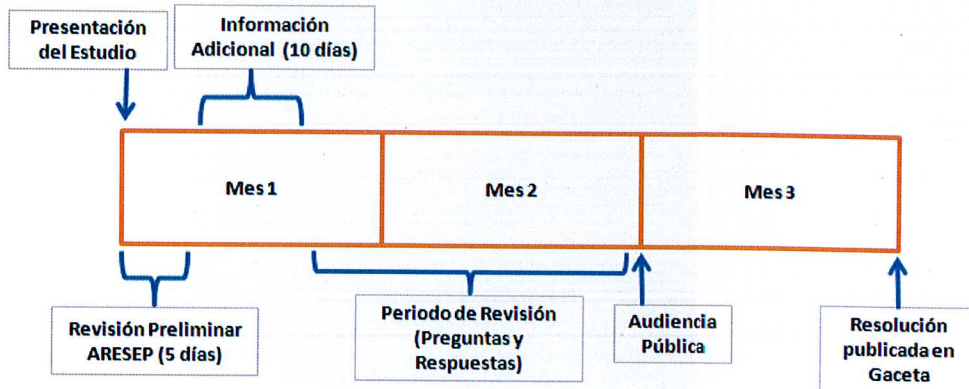 Presentación
del Estudio
Información
Adicional (10 días)
Mes 1
Mes 2
Mes 3
Revisión Preliminar
ARESEP (5 días)
Periodo de Revisión
(Preguntas y
Respuestas)
Audiencia
Pública
Resolución
publicada en
Gaceta